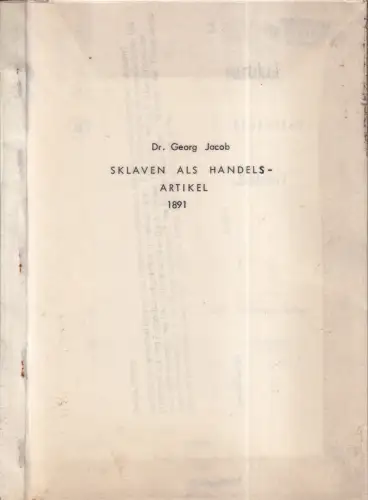 Dr. Georg Jacob
SKLAVEN ALS HANDELS-
ARTIKEL
1891